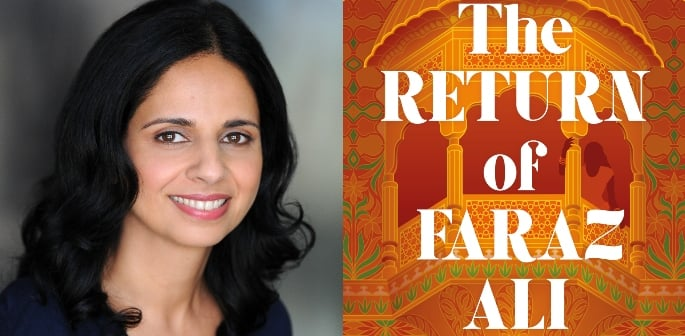 The
RETURN
of
FARAZ
ALI